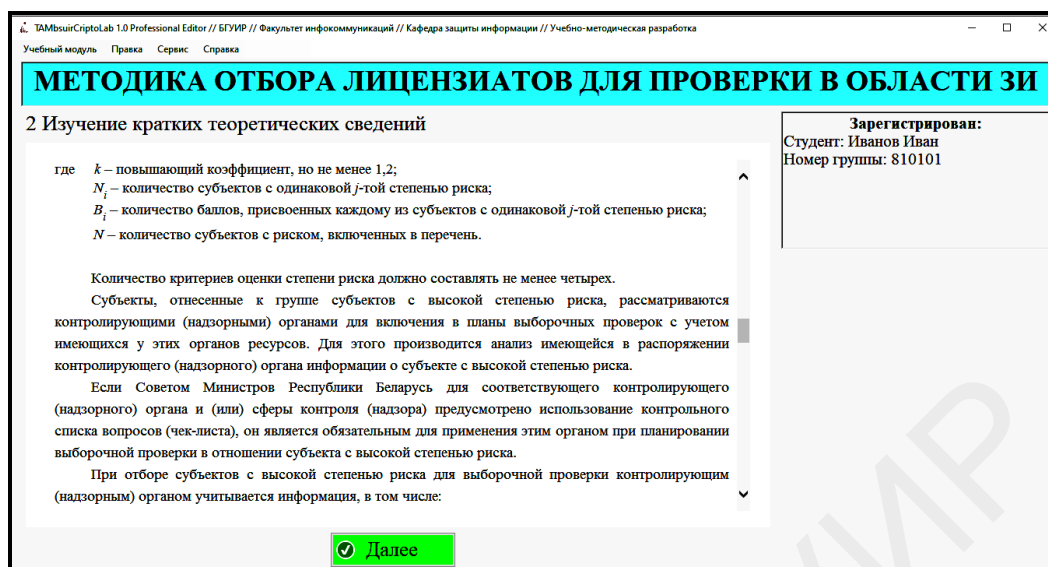 TAMbsuirCriptoLab 1.0 Professional Editor // БГУИР // Факультет инфокоммуникаций // Кафедра защиты информации // Учебно-методическая разработка
Учебный модуль Правка Сервис Справка
МЕТОДИКА ОТБОРА ЛИЦЕНЗИАТОВ ДЛЯ ПРОВЕРКИ В ОБЛАСТИ ЗИ
2 Изучение кратких теоретических сведений
Зарегистрирован:
Студент: Иванов Иван
Номер группы: 810101
где k – повышающий коэффициент, но не менее 1,2;
N_i – количество субъектов с одинаковой j-той степенью риска;
B_i – количество баллов, присвоенных каждому из субъектов с одинаковой j-той степенью риска;
N – количество субъектов с риском, включенных в перечень.
Количество критериев оценки степени риска должно составлять не менее четырех.
Субъекты, отнесенные к группе субъектов с высокой степенью риска, рассматриваются
контролирующими (надзорными) органами для включения в планы выборочных проверок с учетом
имеющихся у этих органов ресурсов. Для этого производится анализ имеющейся в распоряжении
контролирующего (надзорного) органа информации о субъекте с высокой степенью риска.
Если Советом Министров Республики Беларусь для соответствующего контролирующего
(надзорного) органа и (или) сферы контроля (надзора) предусмотрено использование контрольного
списка вопросов (чек-листа), он является обязательным для применения этим органом при планировании
выборочной проверки в отношении субъекта с высокой степенью риска.
При отборе субъектов с высокой степенью риска для выборочной проверки контролирующим
(надзорным) органом учитывается информация, в том числе:
Далее